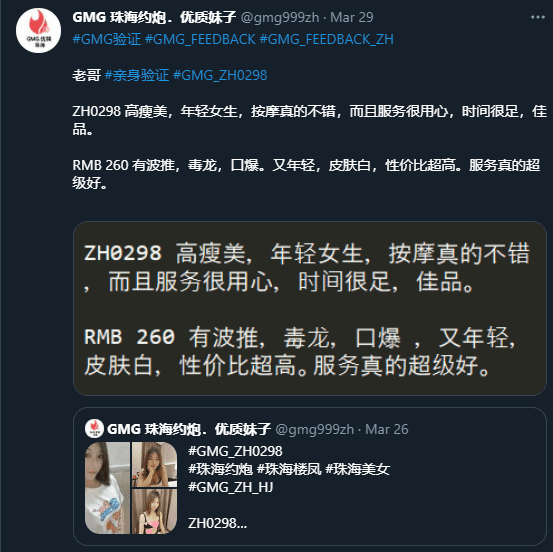 GMG 珠海约炮．优质妹子 @gmg999zh · Mar 29
#GMG验证 #GMG_FEEDBACK #GMG_FEEDBACK_ZH
老哥 #亲身验证 #GMG_ZH0298
ZH0298 高瘦美，年轻女生，按摩真的不错，而且服务很用心，时间很足，佳
品。
RMB 260 有波推，毒龙，口爆。又年轻，皮肤白，性价比超高。服务真的超
级好。
ZH0298 高瘦美，年轻女生，按摩真的不错
，而且服务很用心，时间很足，佳品。
RMB 260 有波推，毒龙，口爆 ，又年轻，
皮肤白，性价比超高。服务真的超级好。
GMG 珠海约炮．优质妹子 @gmg999zh · Mar 26
#GMG_ZH0298
#珠海约炮 #珠海楼凤 #珠海美女
#GMG_ZH_HJ
ZH0298...
GMG.优妹
珠海